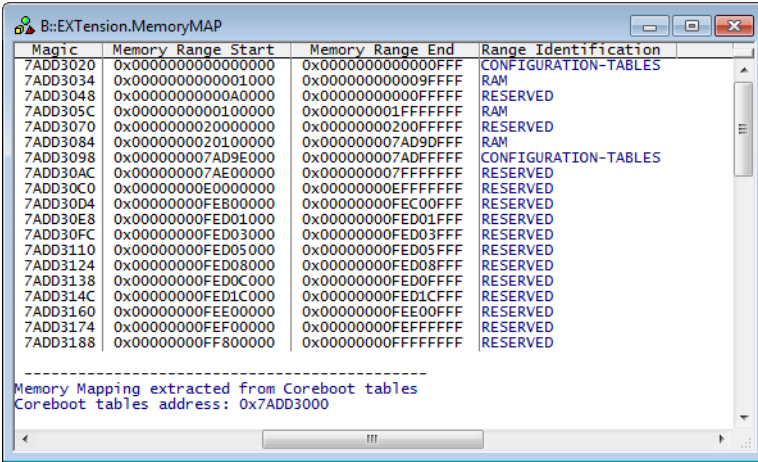 B::EXTension.MemoryMAP
Magic Memory Range Start Memory Range End Range Identification
7ADD3020 0x0000000000000000 0x0000000000000FFF CONFIGURATION-TABLES
7ADD3034 0x0000000000001000 0x000000000009FFFF RAM
7ADD3048 0x00000000000A0000 0x00000000000FFFFF RESERVED
7ADD305C 0x0000000000100000 0x000000001FFFFFFF RAM
7ADD3070 0x0000000020000000 0x00000000200FFFFF RESERVED
7ADD3084 0x0000000020100000 0x000000007AD9DFFF RAM
7ADD3098 0x000000007AD9E000 0x000000007ADFFFFF CONFIGURATION-TABLES
7ADD30AC 0x000000007AE00000 0x000000007FFFFFFF RESERVED
7ADD30C0 0x00000000E0000000 0x00000000EFFFFFFF RESERVED
7ADD30D4 0x00000000FEB00000 0x00000000FEC00FFF RESERVED
7ADD30E8 0x00000000FED01000 0x00000000FED01FFF RESERVED
7ADD30FC 0x00000000FED03000 0x00000000FED03FFF RESERVED
7ADD3110 0x00000000FED05000 0x00000000FED05FFF RESERVED
7ADD3124 0x00000000FED08000 0x00000000FED08FFF RESERVED
7ADD3138 0x00000000FED0C000 0x00000000FED0FFFF RESERVED
7ADD314C 0x00000000FED1C000 0x00000000FED1CFFF RESERVED
7ADD3160 0x00000000FEE00000 0x00000000FEE00FFF RESERVED
7ADD3174 0x00000000FEF00000 0x00000000FEFFFFFF RESERVED
7ADD3188 0x00000000FF800000 0x00000000FFFFFFFF RESERVED
---------------------------------------------
Memory Mapping extracted from Coreboot tables
Coreboot tables address: 0x7ADD3000